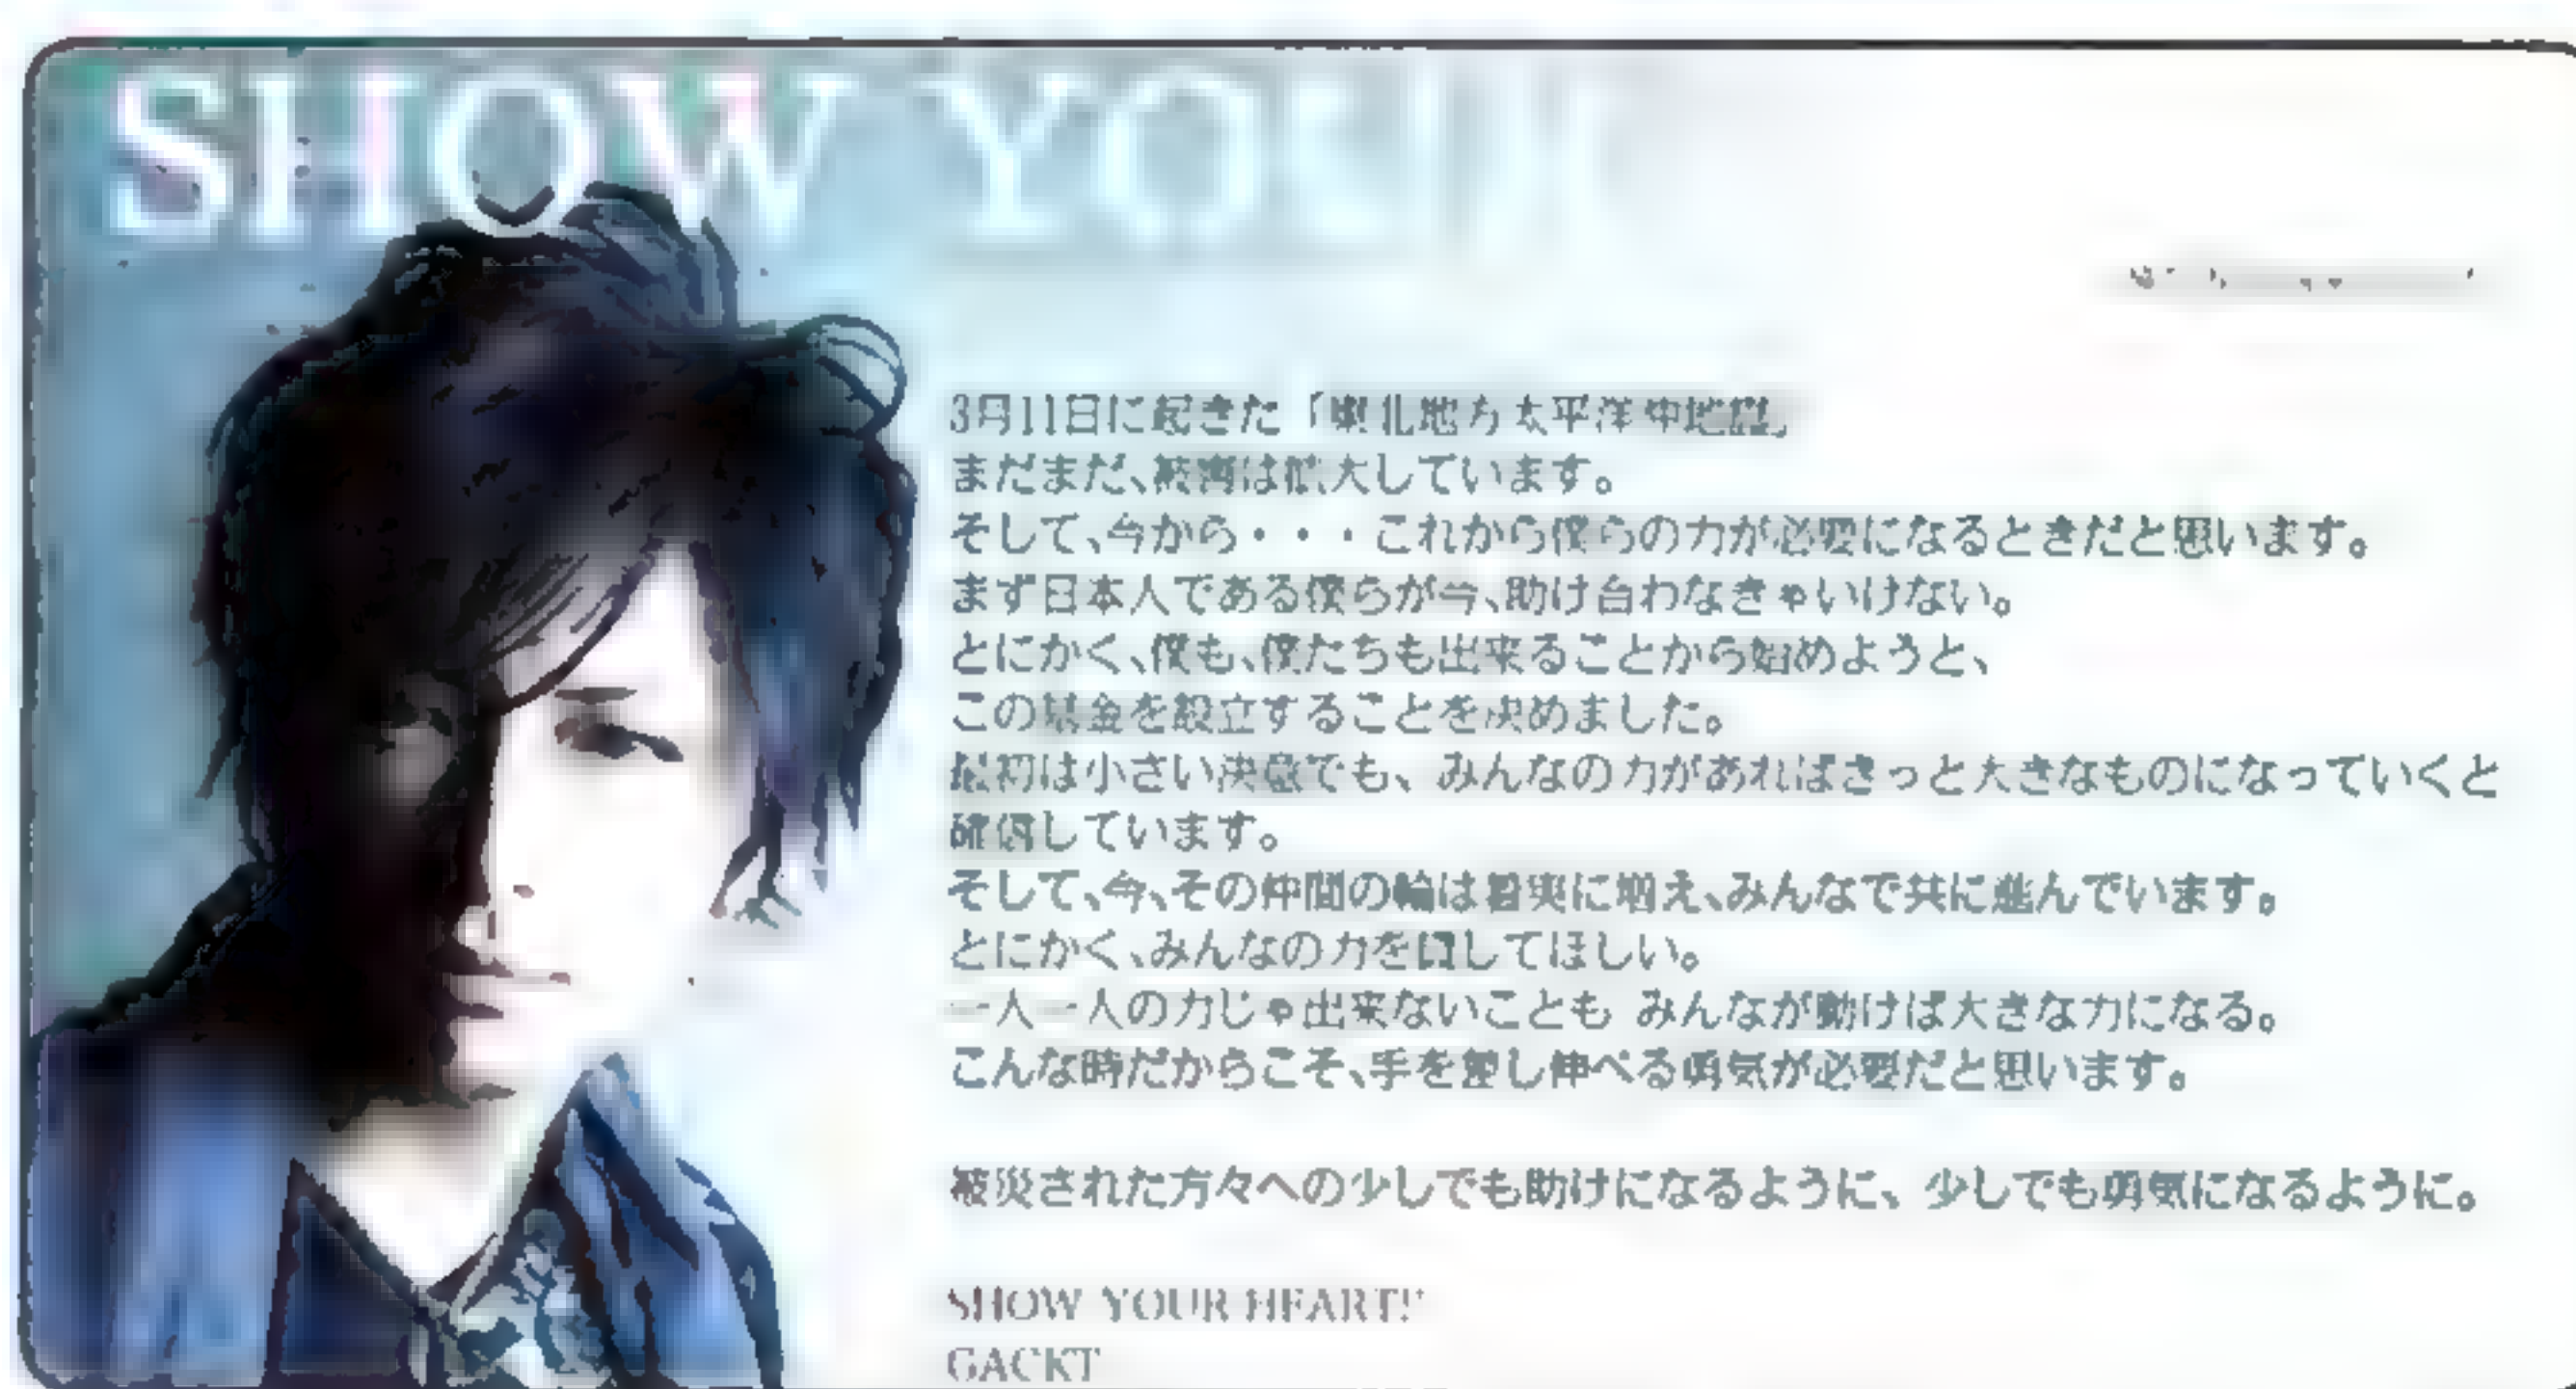 SHOW YOU
3月11日に起きた「東北地方太平洋沖地震」
まだまだ、被害は拡大しています。
そして、今から・・・これから僕らの力が必要になるときだと思います。
まず日本人である僕らが今、助け合わなきゃいけない。
とにかく、僕も、僕たちも出来ることから始めようと、
この基金を設立することを決めました。
最初は小さい決意でも、みんなの力があればきっと大きなものになっていくと
確信しています。
そして、今、その仲間の輪は着実に増え、みんなで共に進んでいます。
とにかく、みんなの力を してほしい。
一人一人の力じゃ出来ないことも みんなが動けば大きな力になる。
こんな時だからこそ、手を差し伸べる勇気が必要だと思います。
被災された方々への少しでも助けになるように、少しでも勇気になるように。
SHOW YOUR HEART!!
GACKT